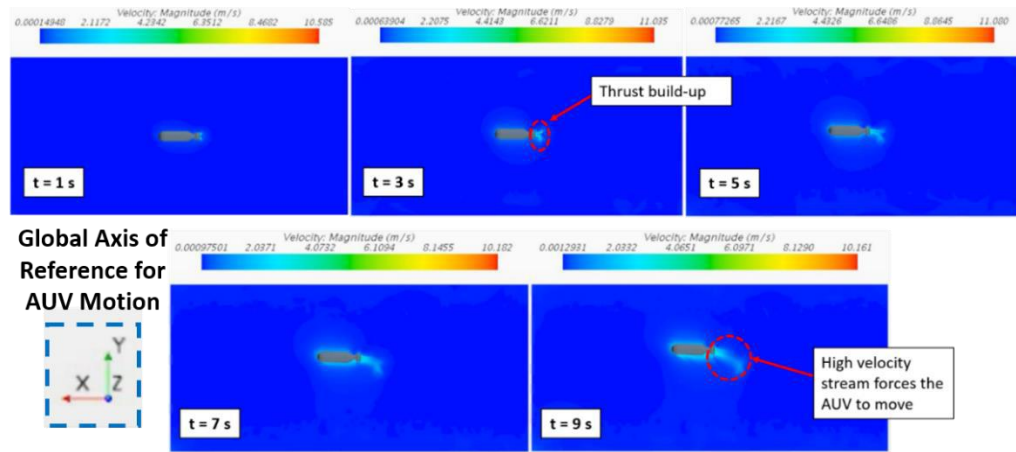 Velocity: Magnitude (m/s)
0.00014948 2.1172 4.2342 6.3512 8.4682 10.585
t = 1 s
Velocity: Magnitude (m/s)
0.00063904 2.2075 4.4143 6.6211 8.8279 11.035
Thrust build-up
t = 3 s
Velocity: Magnitude (m/s)
0.00077265 2.2167 4.4326 6.6486 8.8645 11.080
t = 5 s
Global Axis of
Reference for
AUV Motion
Y
X Z
Velocity: Magnitude (m/s)
0.00097501 2.0371 4.0732 6.1094 8.1455 10.182
t = 7 s
Velocity: Magnitude (m/s)
0.0012931 2.0332 4.0651 6.0971 8.1290 10.161
High velocity
stream forces the
AUV to move
t = 9 s